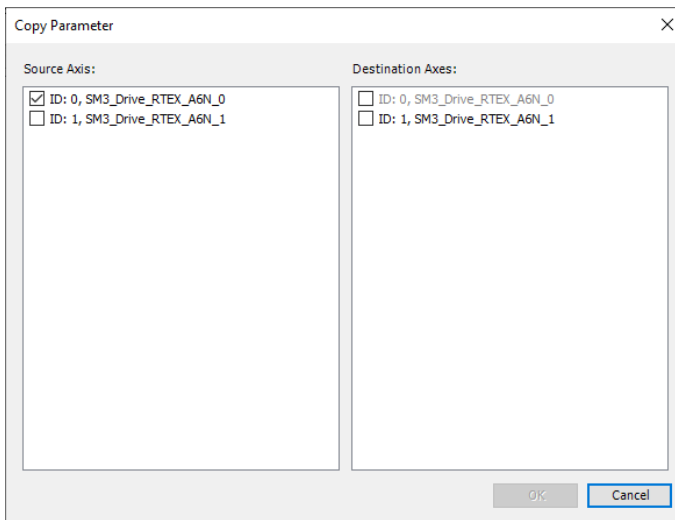 Copy Parameter
Source Axis:
ID: 0, SM3_Drive_RTEX_A6N_0
ID: 1, SM3_Drive_RTEX_A6N_1
Destination Axes:
ID: 0, SM3_Drive_RTEX_A6N_0
ID: 1, SM3_Drive_RTEX_A6N_1
OK
Cancel